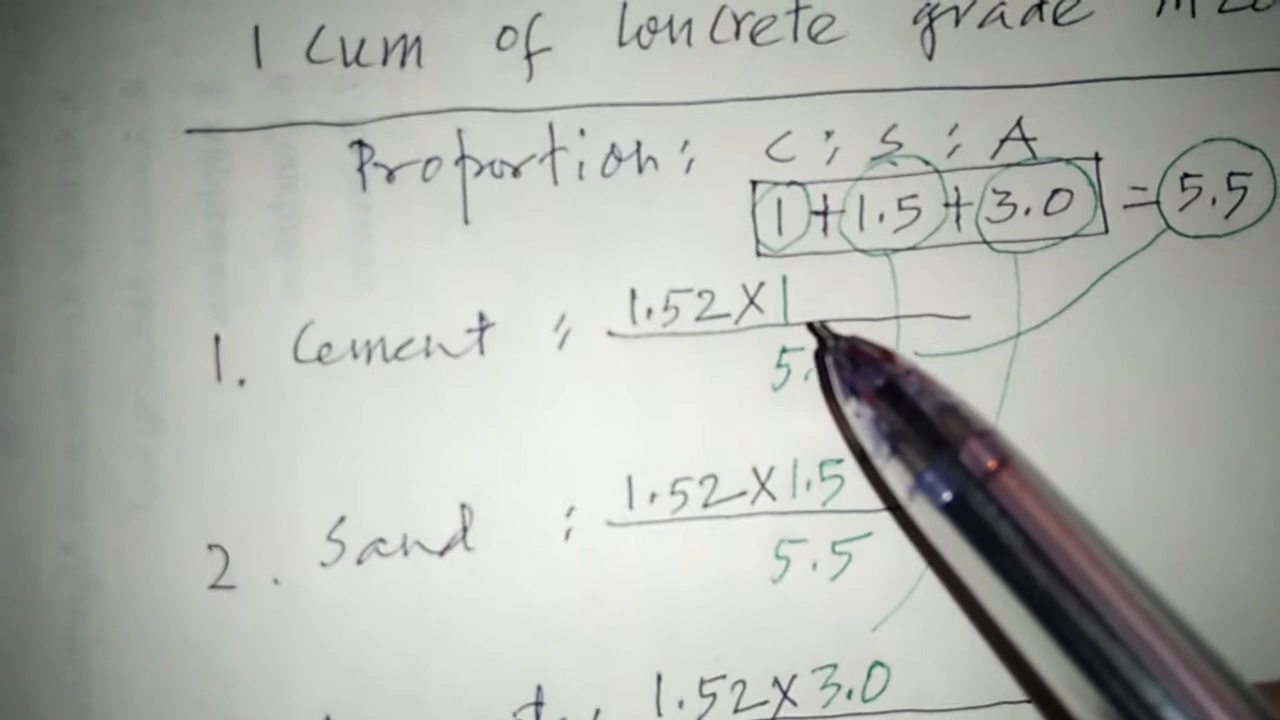 1 Cum of Concrete grade
Proportion: C : S : A
1 + 1.5 + 3.0 = 5.5
1. Cement : 1.52 X 1
5.
2. Sand : 1.52 X 1.5
5.5
1.52 X 3.0